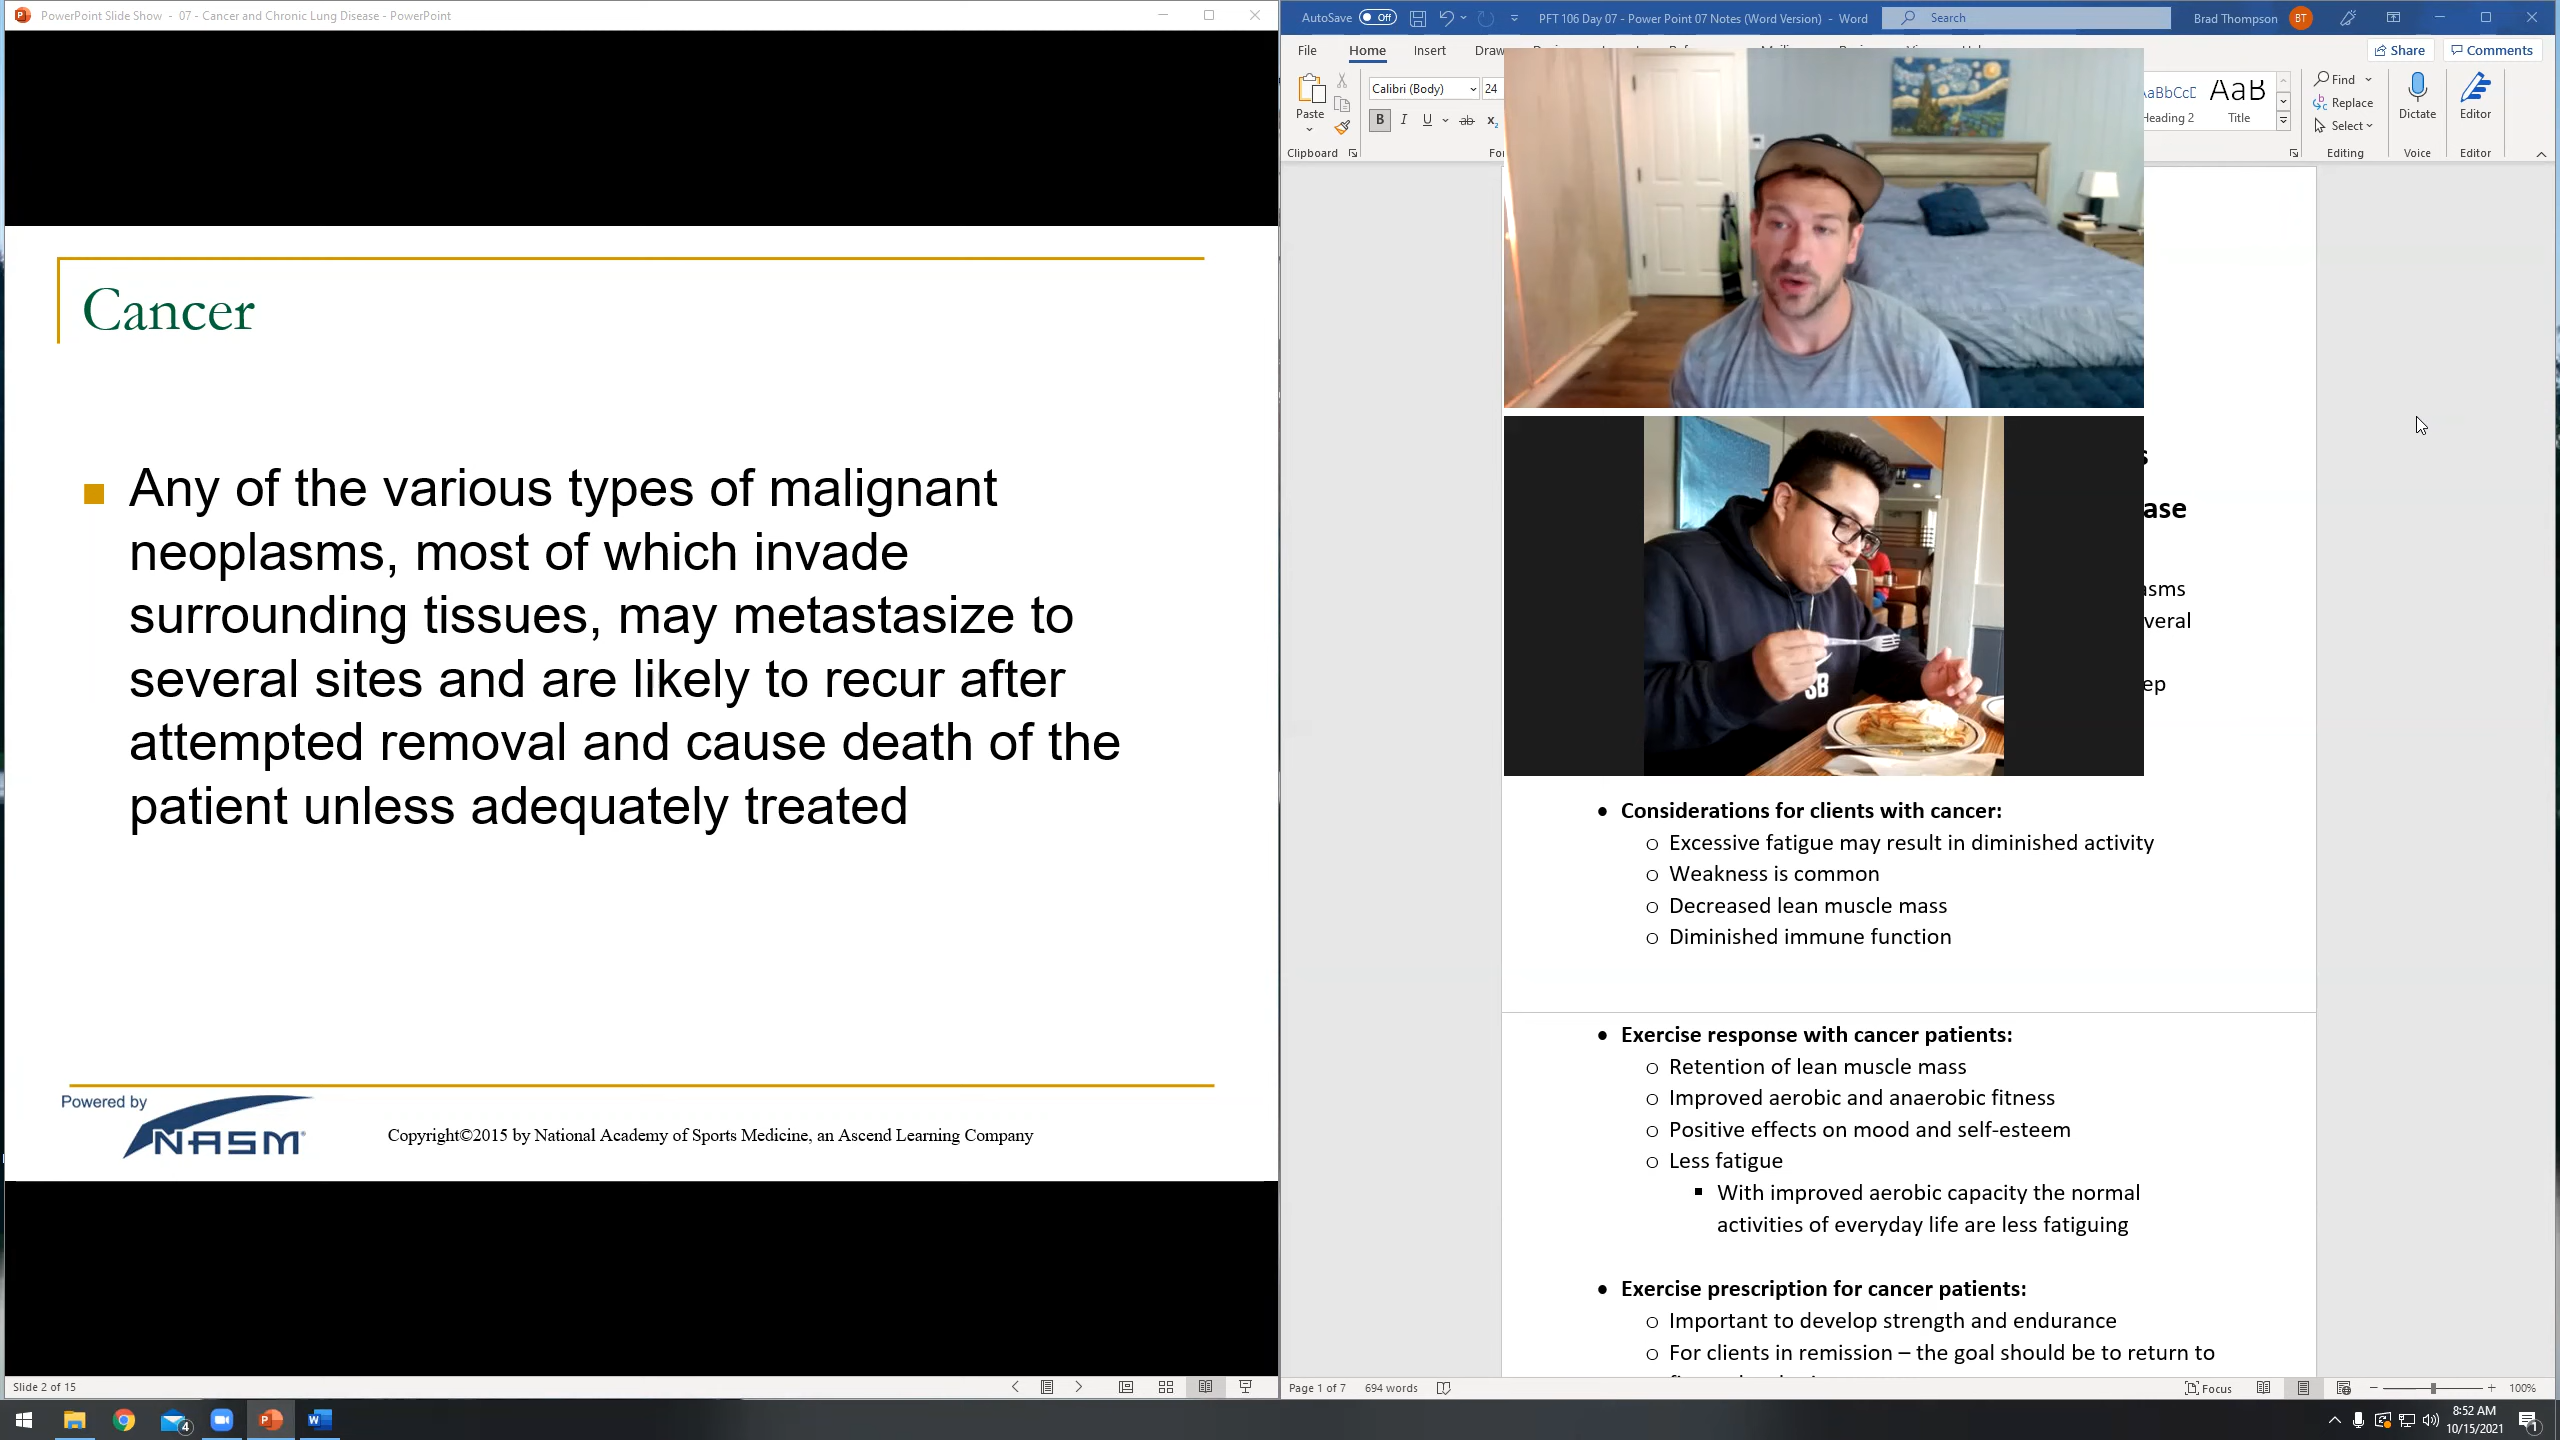 PowerPoint Slide Show - 07 - Cancer and Chronic Lung Disease - PowerPoint
Cancer
Any of the various types of malignant
neoplasms, most of which invade
surrounding tissues, may metastasize to
several sites and are likely to recur after
attempted removal and cause death of the
patient unless adequately treated
Powered by
NASM
Copyright©2015 by National Academy of Sports Medicine, an Ascend Learning Company
Slide 2 of 15
AutoSave Off
PFT 106 Day 07 - Power Point 07 Notes (Word Version) - Word
Search
Brad Thompson BT
File Home Insert Draw
Share Comments
Paste
Clipboard
Calibri (Body) 24
B I U ab x₂
AaB
Heading 2 Title
Find
Replace
Select
Editing
Dictate
Voice
Editor
Editor
SB
s
ase
asms
veral
ep
• Considerations for clients with cancer:
o Excessive fatigue may result in diminished activity
o Weakness is common
o Decreased lean muscle mass
o Diminished immune function
• Exercise response with cancer patients:
o Retention of lean muscle mass
o Improved aerobic and anaerobic fitness
o Positive effects on mood and self-esteem
o Less fatigue
▪ With improved aerobic capacity the normal
activities of everyday life are less fatiguing
• Exercise prescription for cancer patients:
o Important to develop strength and endurance
o For clients in remission – the goal should be to return to
Page 1 of 7 694 words
Focus
100%
4
8:52 AM
10/15/2021
1